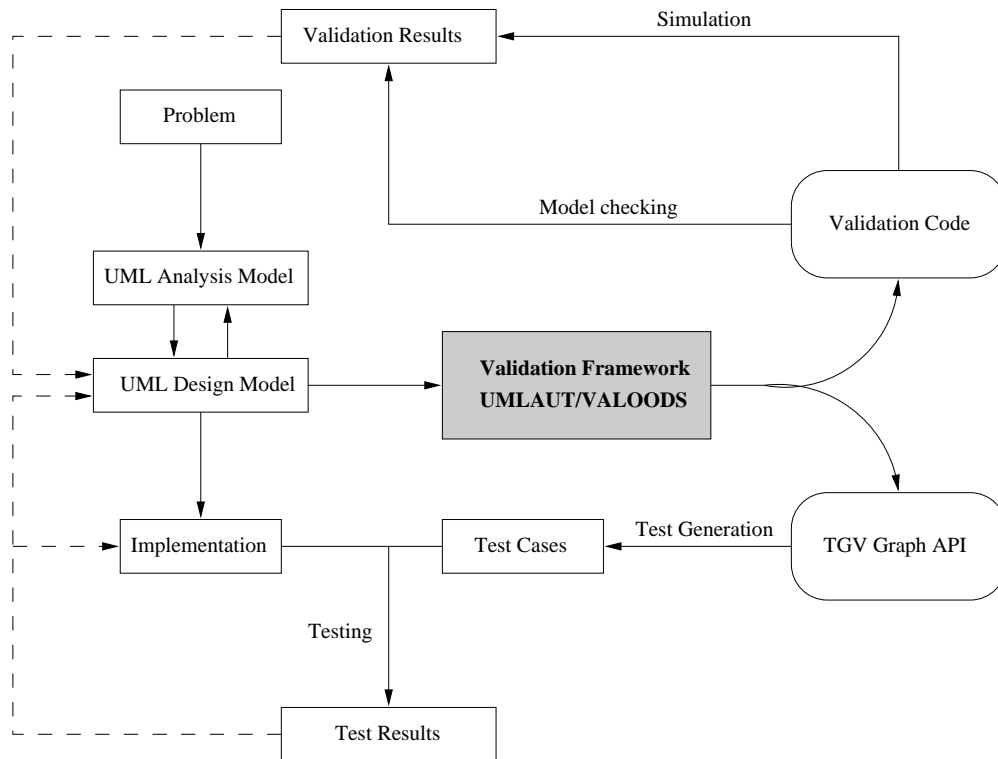 Simulation
Validation Results
Problem
Model checking
Validation Code
UML Analysis Model
Validation Framework
UMLAUT/VALOODS
UML Design Model
Implementation
Test Cases
Test Generation
TGV Graph API
Testing
Test Results